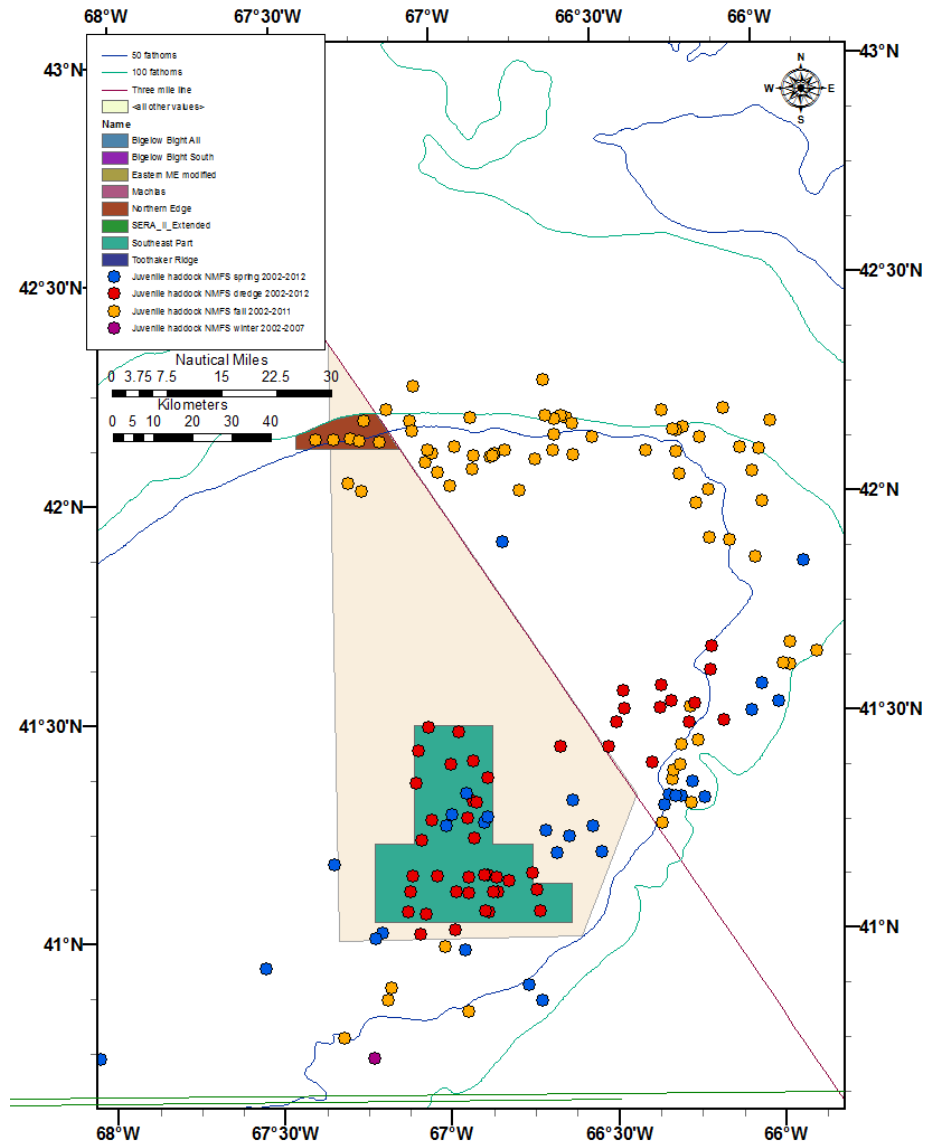 68°W 67°30'W 67°W 66°30'W 66°W
50 fathoms
100 fathoms
Three mile line
<all other values>
Name
Bigelow Bight All
Bigelow Bight South
Eastern ME modified
Machias
Northern Edge
SERA_II_Extended
Southeast Part
Toothaker Ridge
Juvenile haddock NMFS spring 2002-2012
Juvenile haddock NMFS dredge 2002-2012
Juvenile haddock NMFS fall 2002-2011
Juvenile haddock NMFS winter 2002-2007
N
W E
S
43°N 43°N
42°30'N 42°30'N
Nautical Miles
0 3.75 7.5 15 22.5 30
Kilometers
0 5 10 20 30 40
42°N 42°N
41°30'N 41°30'N
41°N 41°N
68°W 67°30'W 67°W 66°30'W 66°W